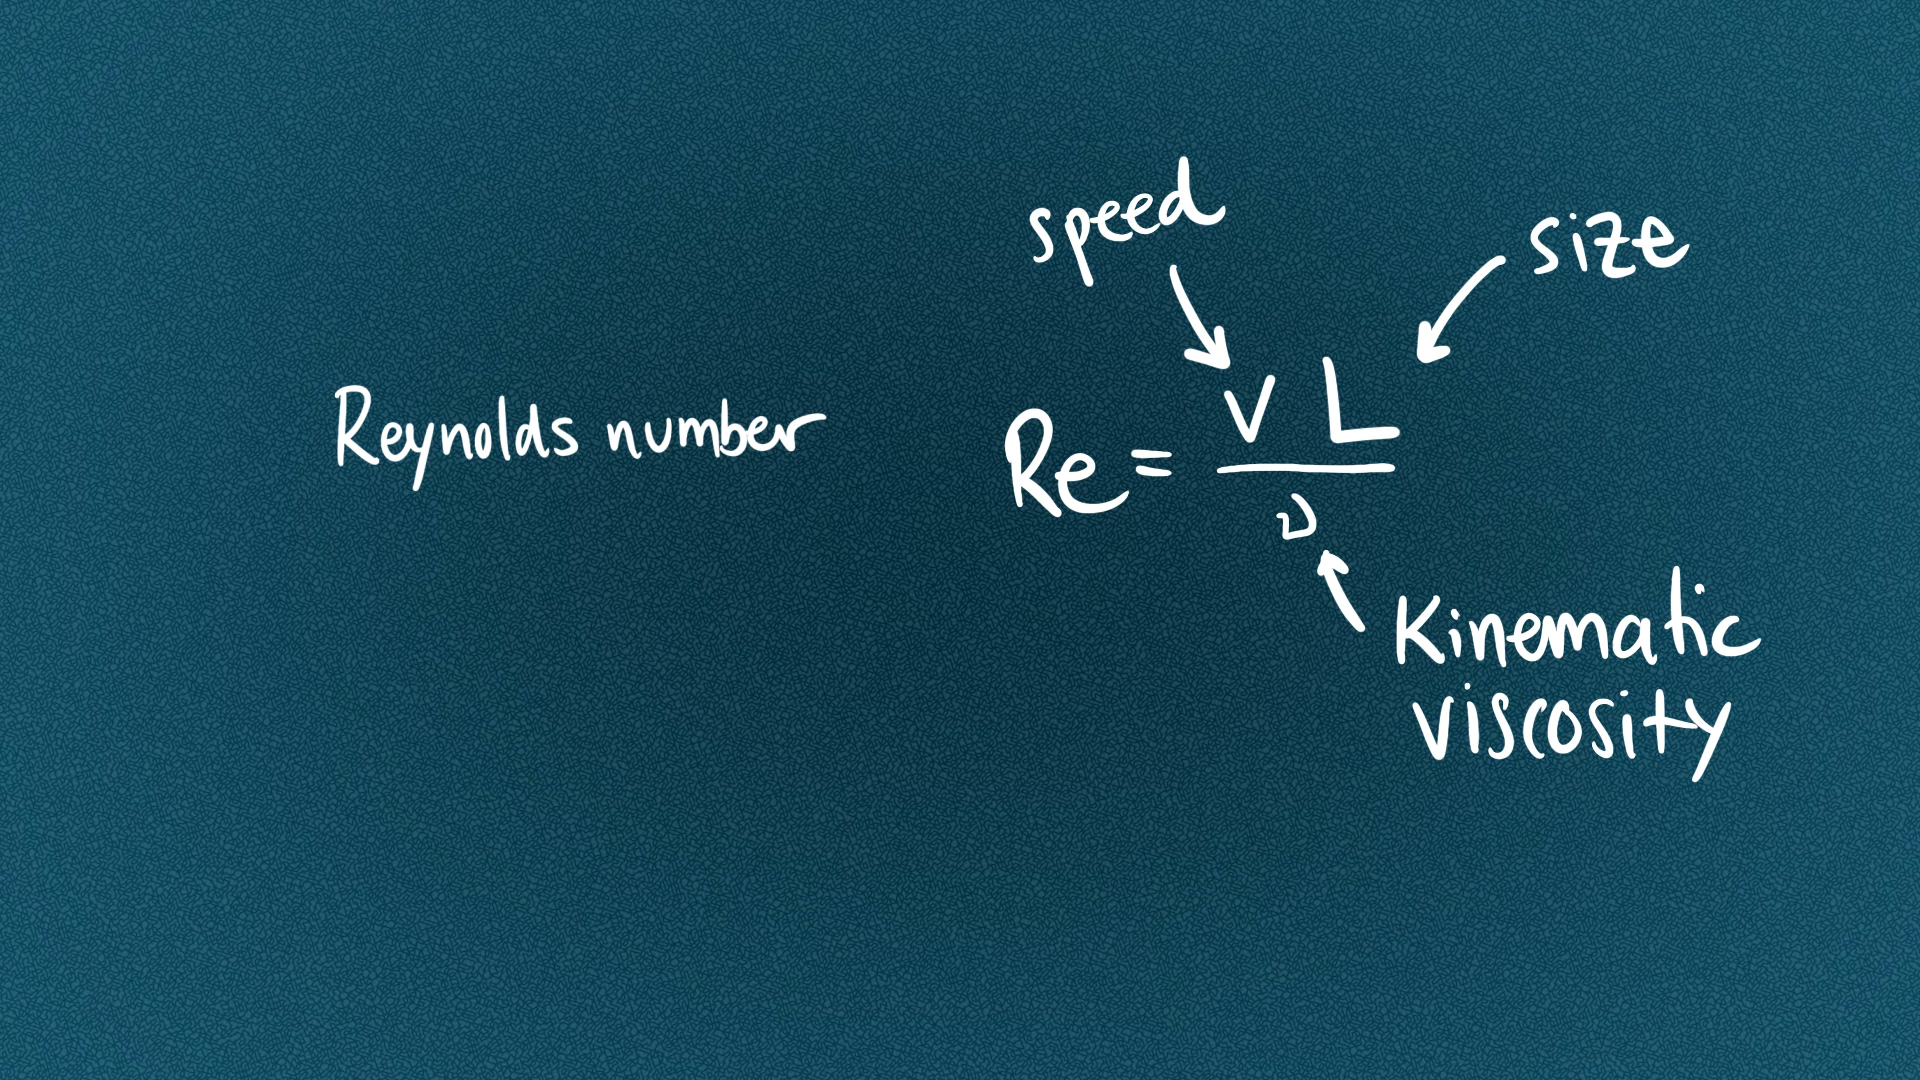 speed
size
Reynolds number
Re = v L
ν
Kinematic
viscosity